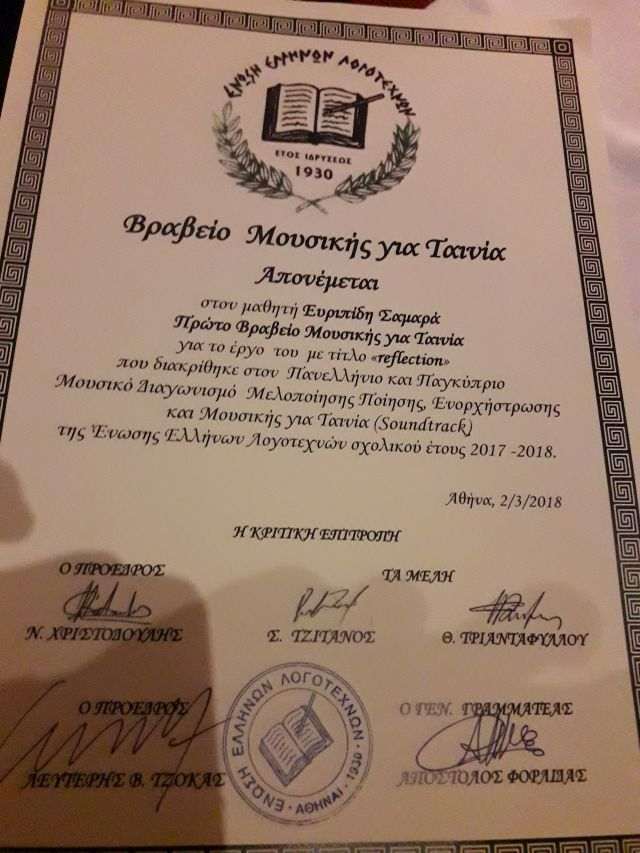 ΕΝΩΣΗ ΕΛΛΗΝΩΝ ΛΟΓΟΤΕΧΝΩΝ
ΕΤΟΣ ΙΔΡΥΣΕΩΣ
1930
Βραβείο Μουσικής για Ταινία
Απονέμεται
στον μαθητή Ευριπίδη Σαμαρά
Πρώτο Βραβείο Μουσικής για Ταινία
για το έργο του με τίτλο «reflection»
που διακρίθηκε στον Πανελλήνιο και Παγκύπριο
Μουσικό Διαγωνισμό Μελοποίησης Ποίησης, Ενορχήστρωσης
και Μουσικής για Ταινία (Soundtrack)
της Ένωσης Ελλήνων Λογοτεχνών σχολικού έτους 2017 -2018.
Αθήνα, 2/3/2018
Η ΚΡΙΤΙΚΗ ΕΠΙΤΡΟΠΗ
Ο ΠΡΟΕΔΡΟΣ ΤΑ ΜΕΛΗ
Ν. ΧΡΙΣΤΟΔΟΥΛΗΣ Σ. ΤΖΙΤΑΝΟΣ Θ. ΤΡΙΑΝΤΑΦΥΛΛΟΥ
Ο ΠΡΟΕΔΡΟΣ Ο ΓΕΝ. ΓΡΑΜΜΑΤΕΑΣ
ΛΕΥΤΕΡΗΣ Β. ΤΖΟΚΑΣ ΑΠΟΣΤΟΛΟΣ ΦΟΡΛΙΔΑΣ
ΕΝΩΣΗ ΕΛΛΗΝΩΝ ΛΟΓΟΤΕΧΝΩΝ
ΑΘΗΝΑΙ · 1930